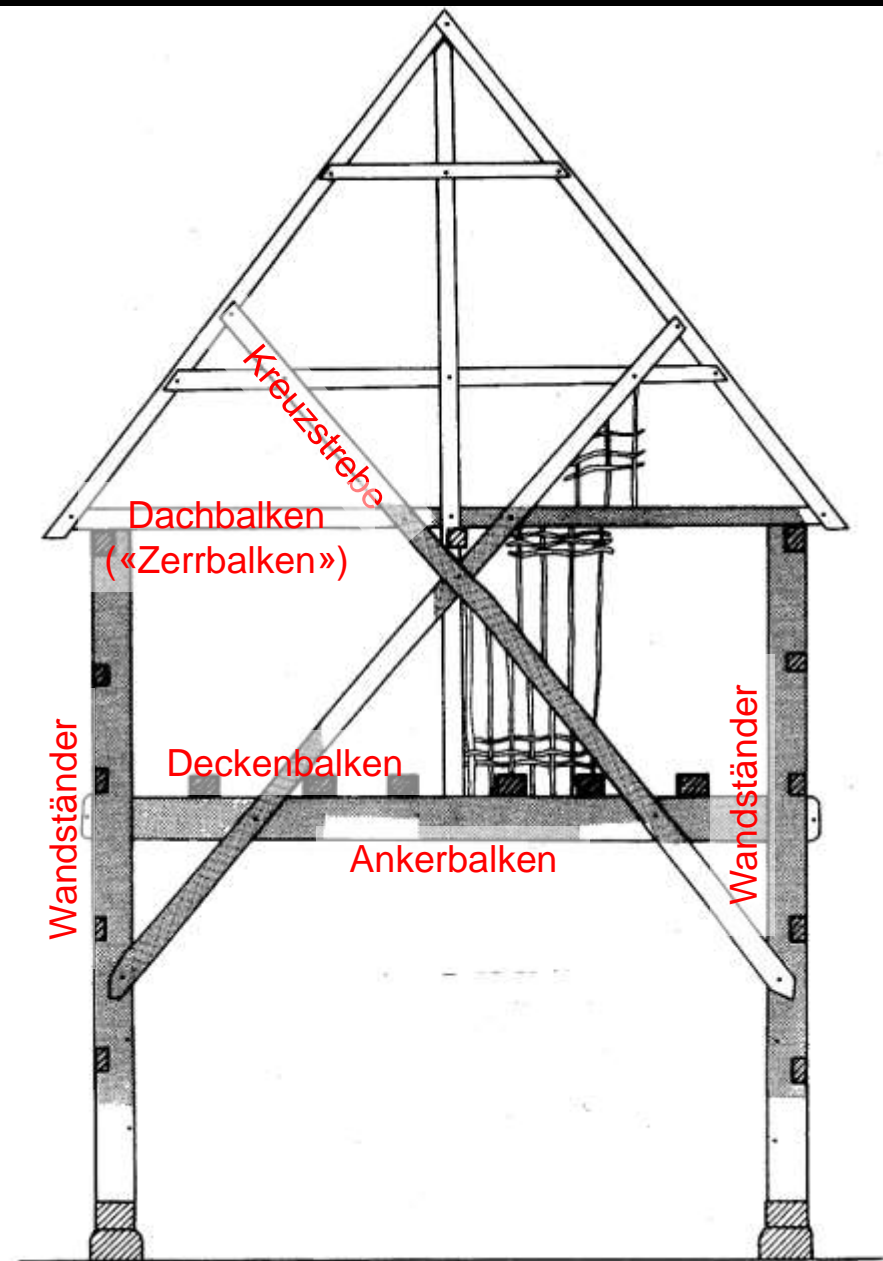 Kreuzstrebe
Dachbalken
(«Zerrbalken»)
Wandständer
Deckenbalken
Wandständer
Ankerbalken